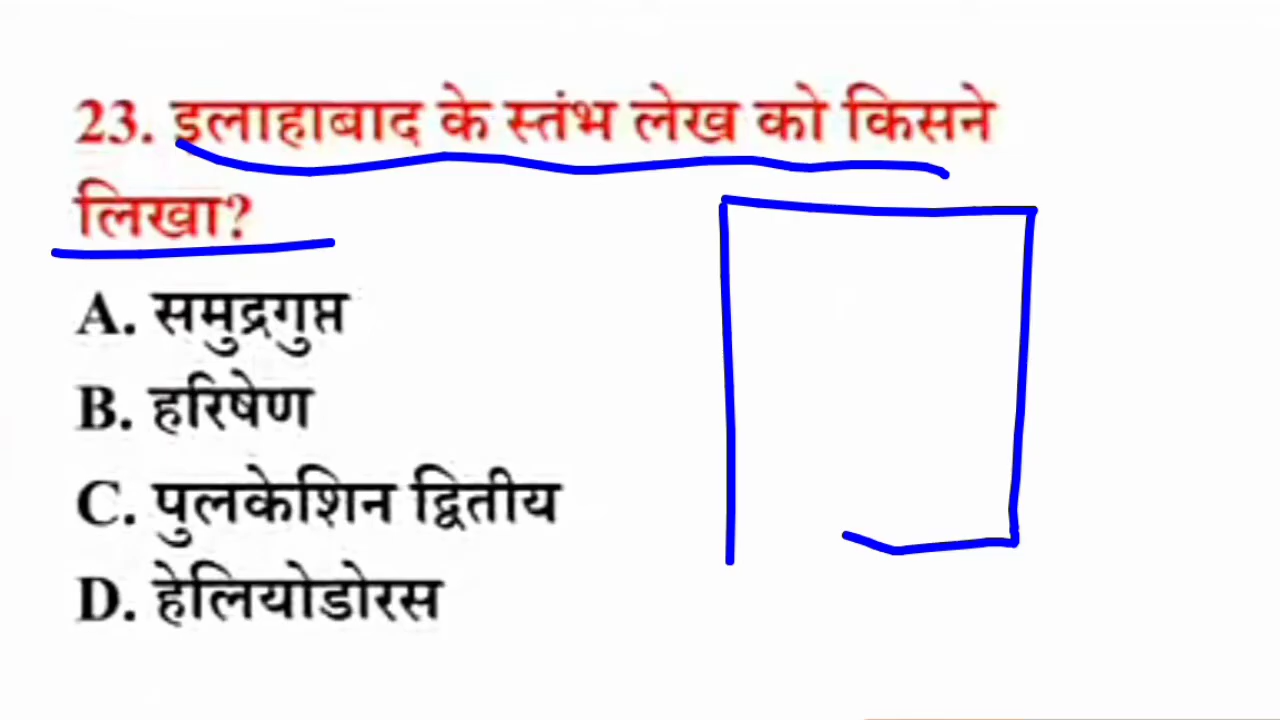 23. इलाहाबाद के स्तंभ लेख को किसने
लिखा?
A. समुद्रगुप्त
B. हरिषेण
C. पुलकेशिन द्वितीय
D. हेलियोडोरस